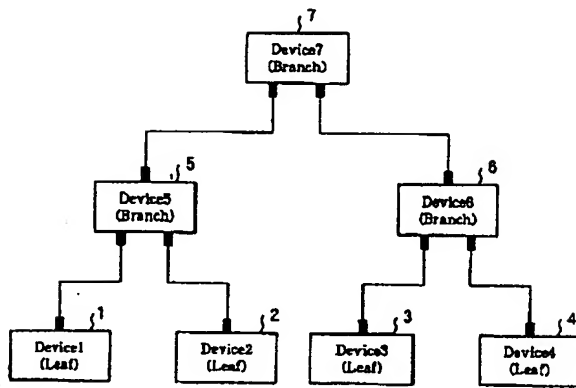 7
Device7
(Branch)
5
6
Device5
(Branch)
Device6
(Branch)
1
2
3
4
Device1
(Leaf)
Device2
(Leaf)
Device3
(Leaf)
Device4
(Leaf)